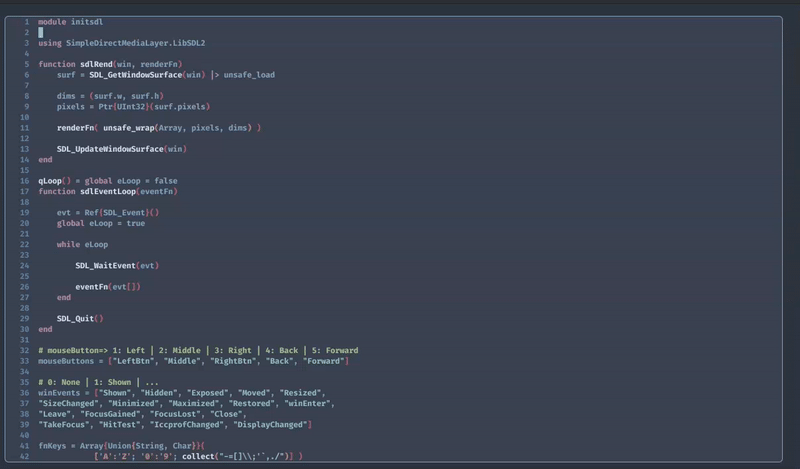 1 module initsdl
2
3 using SimpleDirectMediaLayer.LibSDL2
4
5 function sdlRend(win, renderFn)
6 surf = SDL_GetWindowSurface(win) |> unsafe_load
7
8 dims = (surf.w, surf.h)
9 pixels = Ptr{UInt32}(surf.pixels)
10
11 renderFn( unsafe_wrap(Array, pixels, dims) )
12
13 SDL_UpdateWindowSurface(win)
14 end
15
16 qLoop() = global eLoop = false
17 function sdlEventLoop(eventFn)
18
19 evt = Ref{SDL_Event}()
20 global eLoop = true
21
22 while eLoop
23
24 SDL_WaitEvent(evt)
25
26 eventFn(evt[])
27 end
28
29 SDL_Quit()
30 end
31
32 # mouseButton=> 1: Left | 2: Middle | 3: Right | 4: Back | 5: Forward
33 mouseButtons = ["LeftBtn", "Middle", "RightBtn", "Back", "Forward"]
34
35 # 0: None | 1: Shown | ...
36 winEvents = ["Shown", "Hidden", "Exposed", "Moved", "Resized",
37 "SizeChanged", "Minimized", "Maximized", "Restored", "winEnter",
38 "Leave", "FocusGained", "FocusLost", "Close",
39 "TakeFocus", "HitTest", "IccprofChanged", "DisplayChanged"]
40
41 fnKeys = Array{Union{String, Char}}(
42 ['A':'Z'; '0':'9'; collect("-=[]\\;'`,./")] )